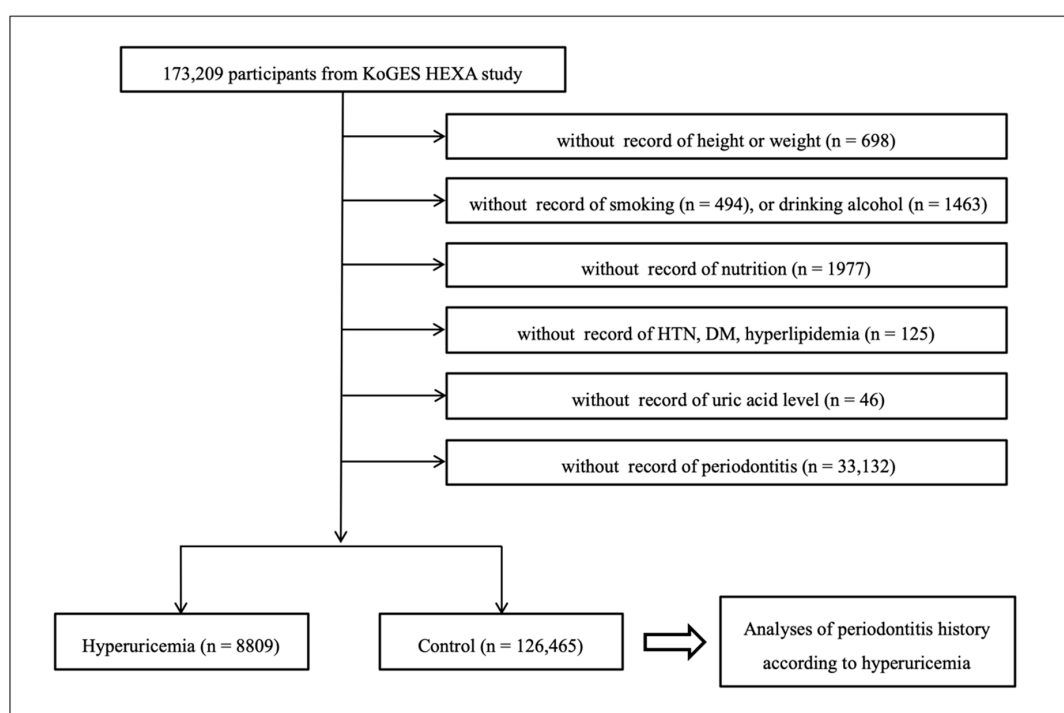 173,209 participants from KoGES HEXA study
without record of height or weight (n = 698)
without record of smoking (n = 494), or drinking alcohol (n = 1463)
without record of nutrition (n = 1977)
without record of HTN, DM, hyperlipidemia (n = 125)
without record of uric acid level (n = 46)
without record of periodontitis (n = 33,132)
Hyperuricemia (n = 8809)
Control (n = 126,465)
Analyses of periodontitis history
according to hyperuricemia